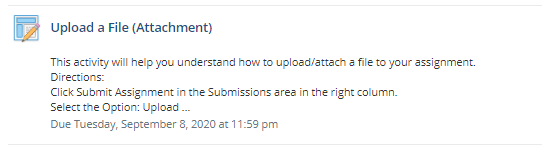 Upload a File (Attachment)
This activity will help you understand how to upload/attach a file to your assignment.
Directions:
Click Submit Assignment in the Submissions area in the right column.
Select the Option: Upload ...
Due Tuesday, September 8, 2020 at 11:59 pm